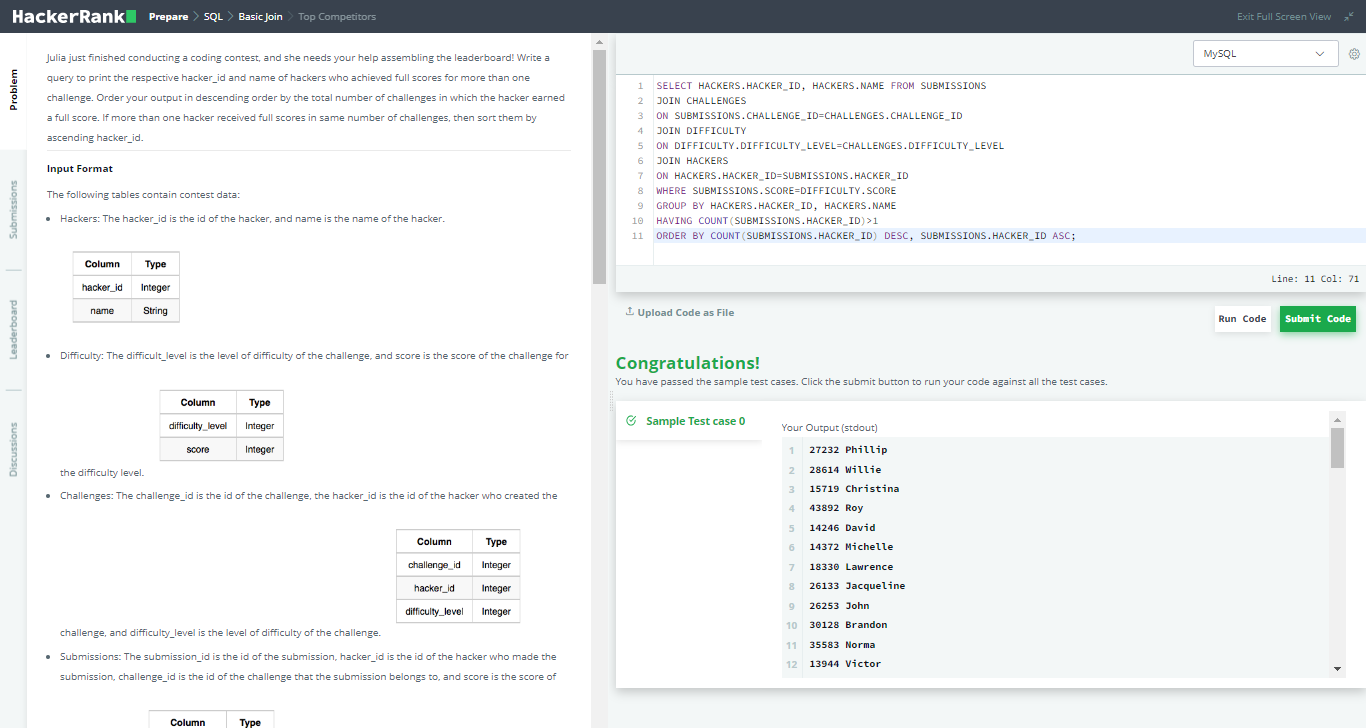 HackerRank Prepare > SQL > Basic Join > Top Competitors Exit Full Screen View
Problem
Submissions
Leaderboard
Discussions
Julia just finished conducting a coding contest, and she needs your help assembling the leaderboard! Write a
query to print the respective hacker_id and name of hackers who achieved full scores for more than one
challenge. Order your output in descending order by the total number of challenges in which the hacker earned
a full score. If more than one hacker received full scores in same number of challenges, then sort them by
ascending hacker_id.
Input Format
The following tables contain contest data:
• Hackers: The hacker_id is the id of the hacker, and name is the name of the hacker.
Column Type
hacker_id Integer
name String
• Difficulty: The difficult_level is the level of difficulty of the challenge, and score is the score of the challenge for
Column Type
difficulty_level Integer
score Integer
the difficulty level.
• Challenges: The challenge_id is the id of the challenge, the hacker_id is the id of the hacker who created the
Column Type
challenge_id Integer
hacker_id Integer
difficulty_level Integer
challenge, and difficulty_level is the level of difficulty of the challenge.
• Submissions: The submission_id is the id of the submission, hacker_id is the id of the hacker who made the
submission, challenge_id is the id of the challenge that the submission belongs to, and score is the score of
Column Type
MySQL
1 SELECT HACKERS.HACKER_ID, HACKERS.NAME FROM SUBMISSIONS
2 JOIN CHALLENGES
3 ON SUBMISSIONS.CHALLENGE_ID=CHALLENGES.CHALLENGE_ID
4 JOIN DIFFICULTY
5 ON DIFFICULTY.DIFFICULTY_LEVEL=CHALLENGES.DIFFICULTY_LEVEL
6 JOIN HACKERS
7 ON HACKERS.HACKER_ID=SUBMISSIONS.HACKER_ID
8 WHERE SUBMISSIONS.SCORE=DIFFICULTY.SCORE
9 GROUP BY HACKERS.HACKER_ID, HACKERS.NAME
10 HAVING COUNT(SUBMISSIONS.HACKER_ID)>1
11 ORDER BY COUNT(SUBMISSIONS.HACKER_ID) DESC, SUBMISSIONS.HACKER_ID ASC;
Line: 11 Col: 71
Upload Code as File
Run Code
Submit Code
Congratulations!
You have passed the sample test cases. Click the submit button to run your code against all the test cases.
Sample Test case 0
Your Output (stdout)
1 27232 Phillip
2 28614 Willie
3 15719 Christina
4 43892 Roy
5 14246 David
6 14372 Michelle
7 18330 Lawrence
8 26133 Jacqueline
9 26253 John
10 30128 Brandon
11 35583 Norma
12 13944 Victor